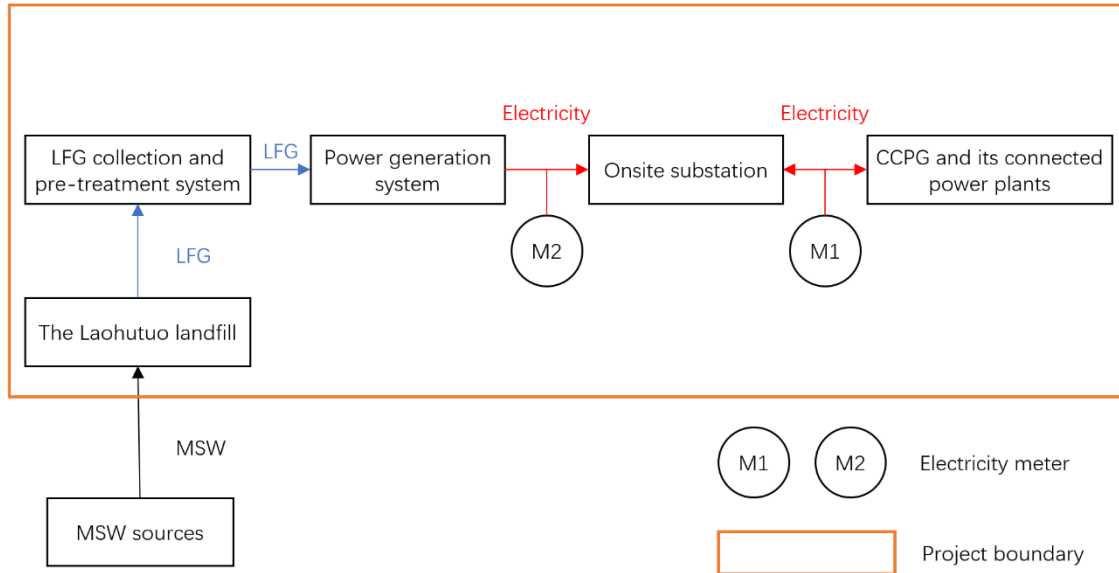 Electricity
Electricity
LFG collection and
pre-treatment system
LFG
Power generation
system
Onsite substation
CCPG and its connected
power plants
M2
M1
LFG
The Laohutuo landfill
MSW
M1
M2
Electricity meter
MSW sources
Project boundary